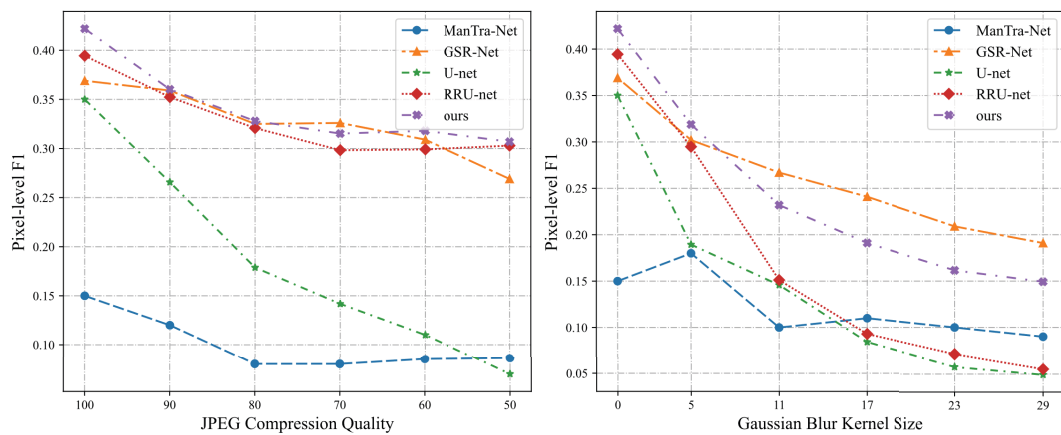 Pixel-level F1
0.40
0.35
0.30
0.25
0.20
0.15
0.10
ManTra-Net
GSR-Net
U-net
RRU-net
ours
100 90 80 70 60 50
JPEG Compression Quality
Pixel-level F1
0.40
0.35
0.30
0.25
0.20
0.15
0.10
0.05
ManTra-Net
GSR-Net
U-net
RRU-net
ours
0 5 11 17 23 29
Gaussian Blur Kernel Size